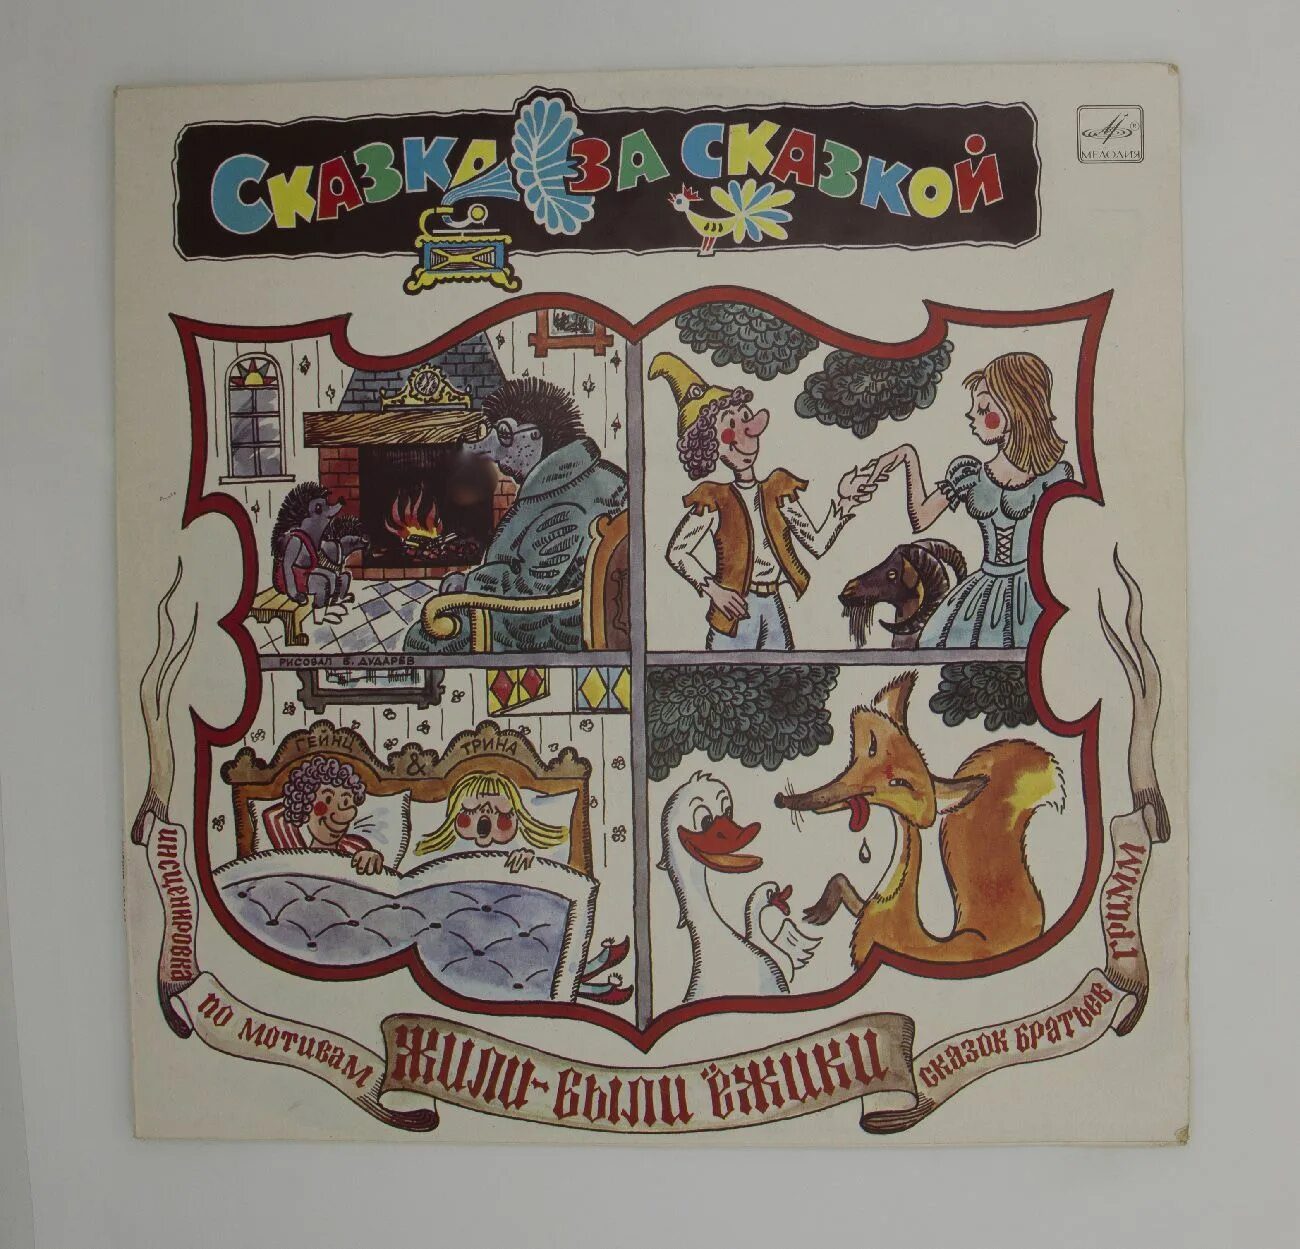 Сказка за сказкой
МЕЛОДИЯ
РИСОВАЛ В. ДУДАРЕВ
ГЕЙНЦ & ТРИНА
инсценировка по мотивам сказок братьев Гримм
Жили-были ёжики